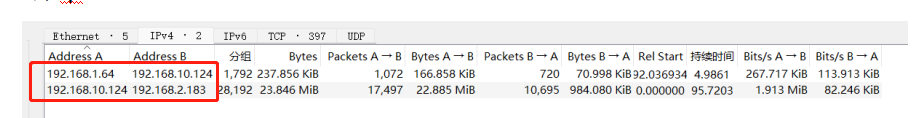 Ethernet · 5 IPv4 · 2 IPv6 TCP · 397 UDP
Address A Address B 分组 Bytes Packets A → B Bytes A → B Packets B → A Bytes B → A Rel Start 持续时间 Bits/s A → B Bits/s B → A
192.168.1.64 192.168.10.124 1,792 237.856 KiB 1,072 166.858 KiB 720 70.998 KiB 92.036934 4.9861 267.717 KiB 113.913 KiB
192.168.10.124 192.168.2.183 28,192 23.846 MiB 17,497 22.885 MiB 10,695 984.080 KiB 0.000000 95.7203 1.913 MiB 82.246 KiB